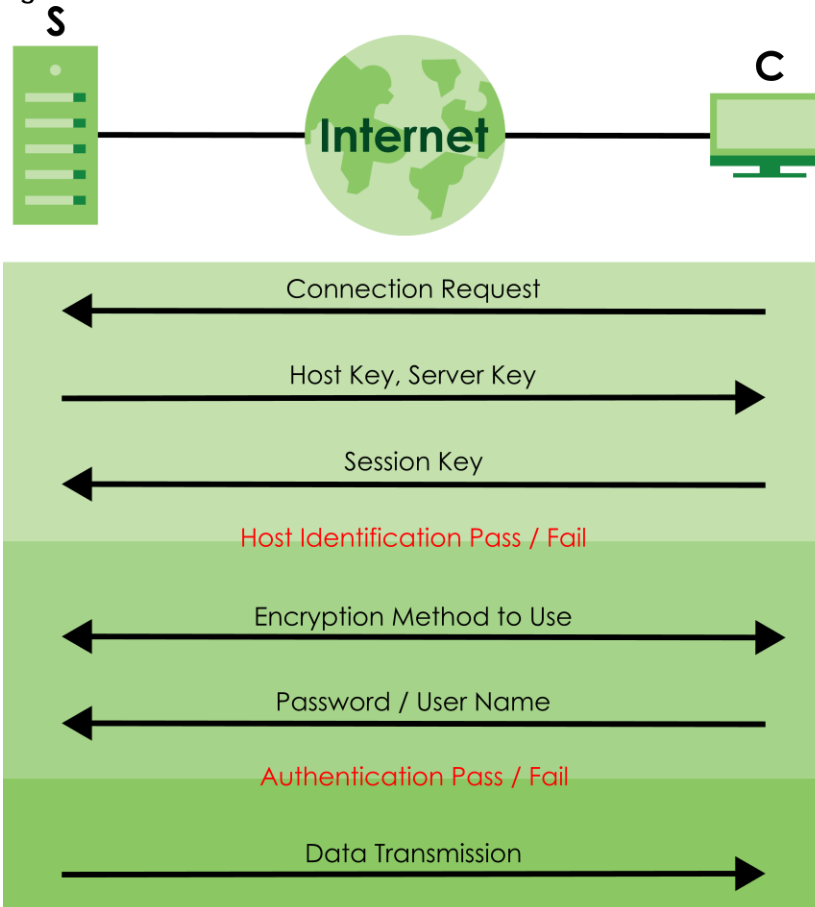 S
C
Internet
Connection Request
Host Key, Server Key
Session Key
Host Identification Pass / Fail
Encryption Method to Use
Password / User Name
Authentication Pass / Fail
Data Transmission